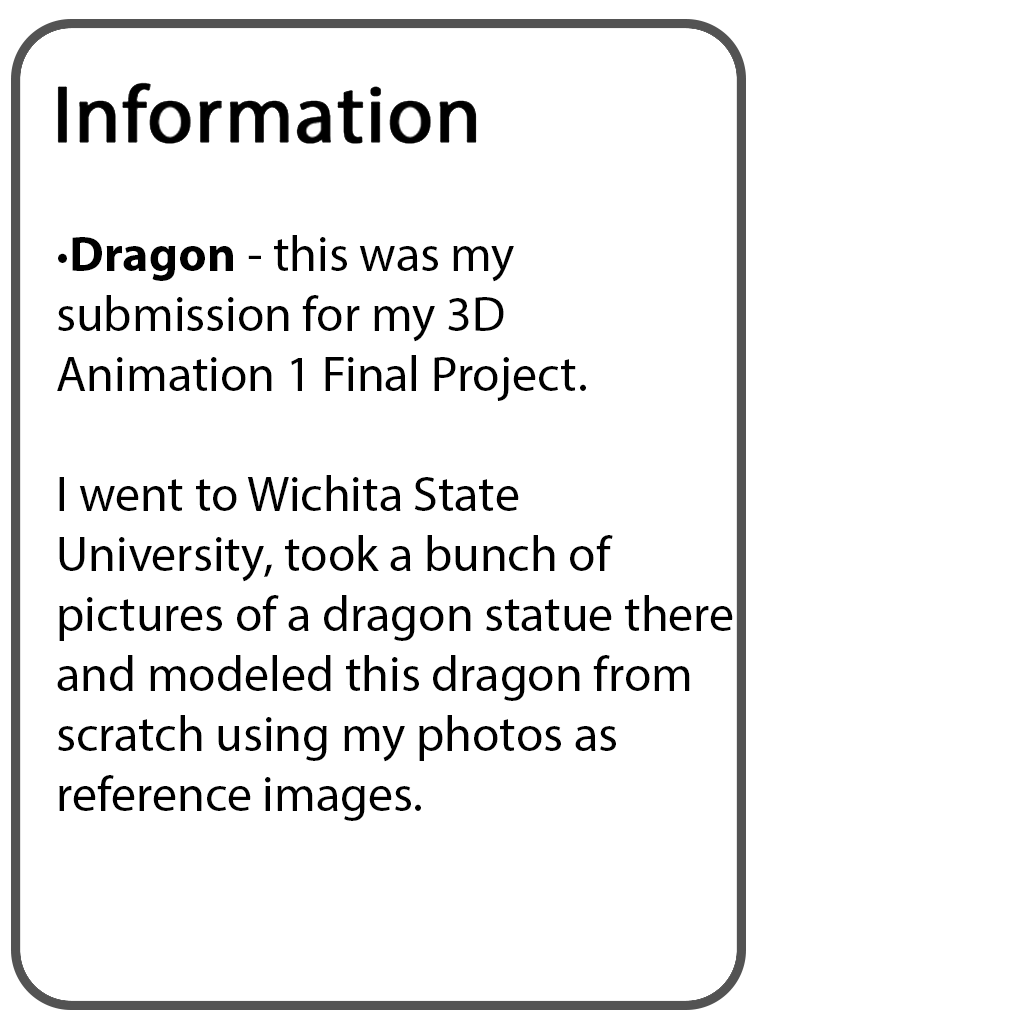 Information
•Dragon - this was my
submission for my 3D
Animation 1 Final Project.
I went to Wichita State
University, took a bunch of
pictures of a dragon statue there
and modeled this dragon from
scratch using my photos as
reference images.